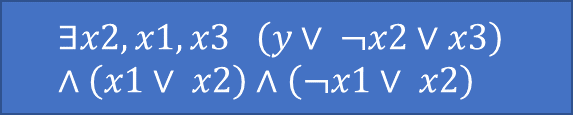 ∃x2, x1, x3 (y ∨ ¬x2 ∨ x3)
∧ (x1 ∨ x2) ∧ (¬x1 ∨ x2)